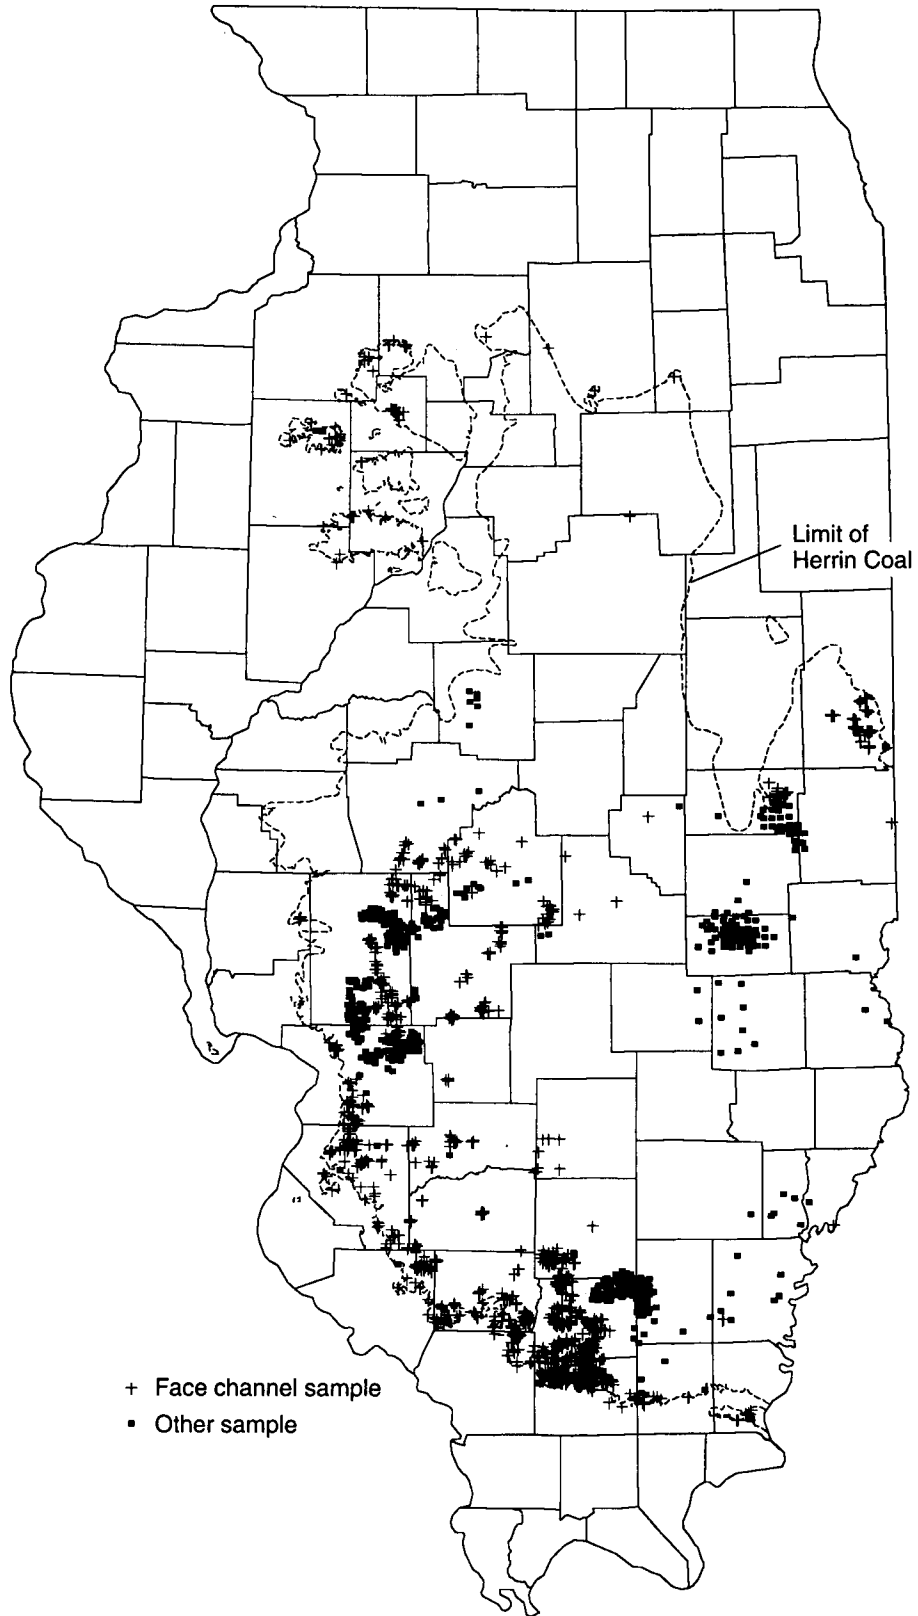 Limit of
Herrin Coal
+ Face channel sample
▪ Other sample